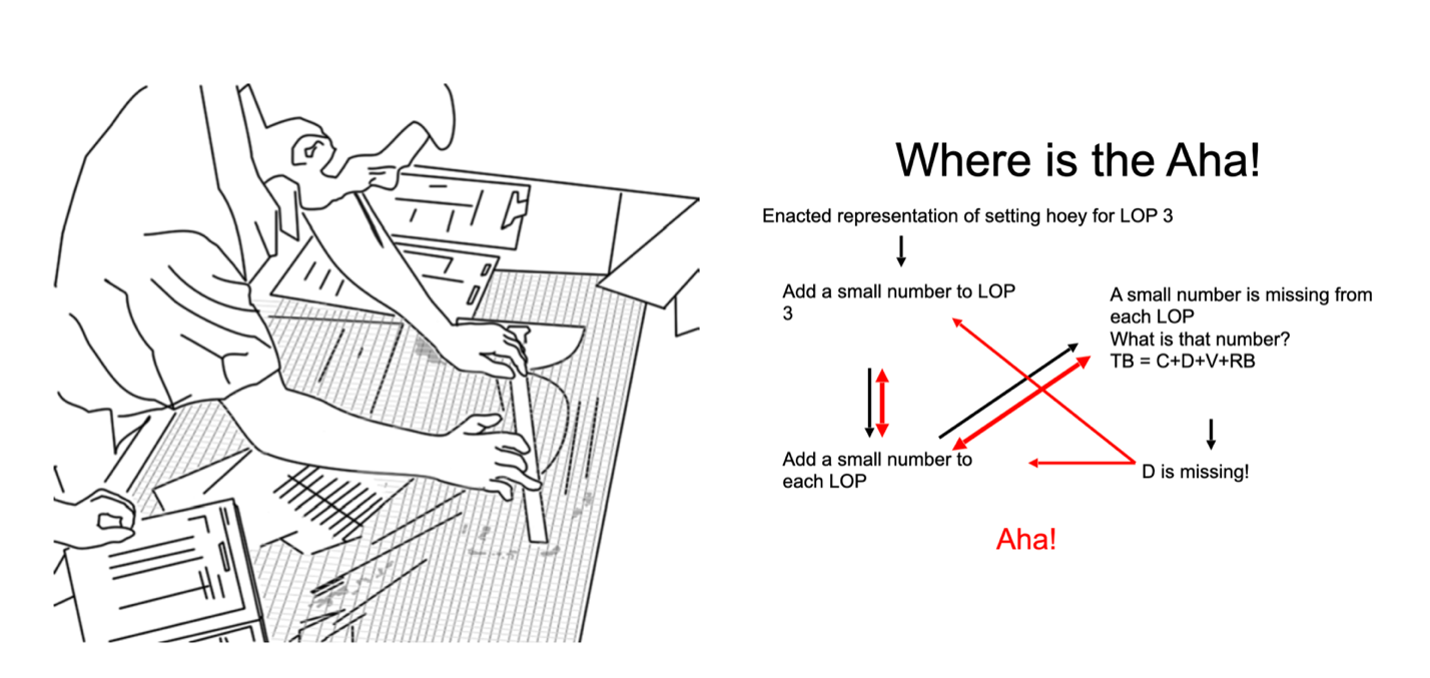 Where is the Aha!
Enacted representation of setting hoey for LOP 3
Add a small number to LOP
3
A small number is missing from
each LOP
What is that number?
TB = C+D+V+RB
Add a small number to
each LOP
D is missing!
Aha!